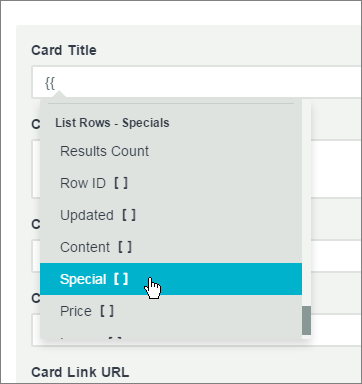 Card Title
{{
List Rows - Specials
Results Count
Row ID [ ]
Updated [ ]
Content [ ]
Special [ ]
Price [ ]
C
C
C
Card Link URL